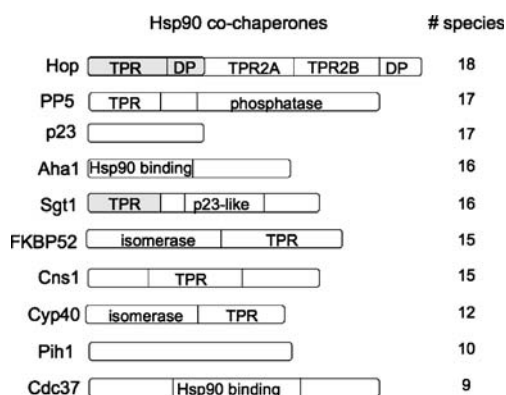 Hsp90 co-chaperones # species
Hop TPR DP TPR2A TPR2B DP 18
PP5 TPR phosphatase 17
p23 17
Aha1 Hsp90 binding 16
Sgt1 TPR p23-like 16
FKBP52 isomerase TPR 15
Cns1 TPR 15
Cyp40 isomerase TPR 12
Pih1 10
Cdc37 Hsp90 binding 9